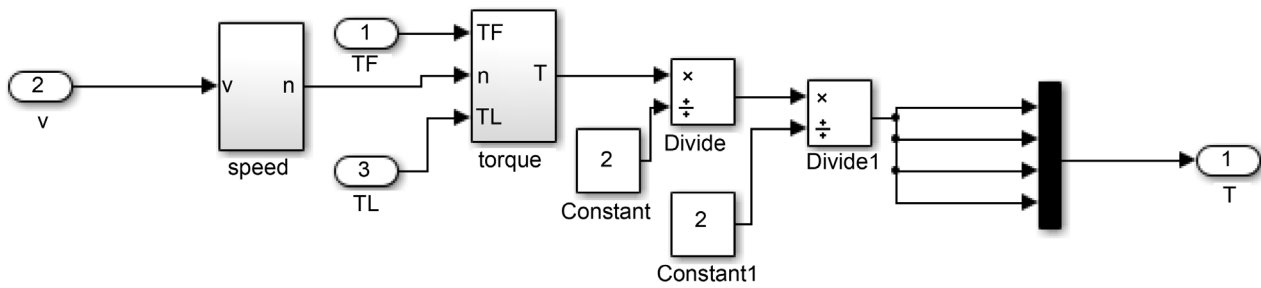 2
v
v
n
speed
1
TF
3
TL
TF
n
TL
T
torque
2
Constant
×
÷
Divide
2
Constant1
×
÷
Divide1
1
T